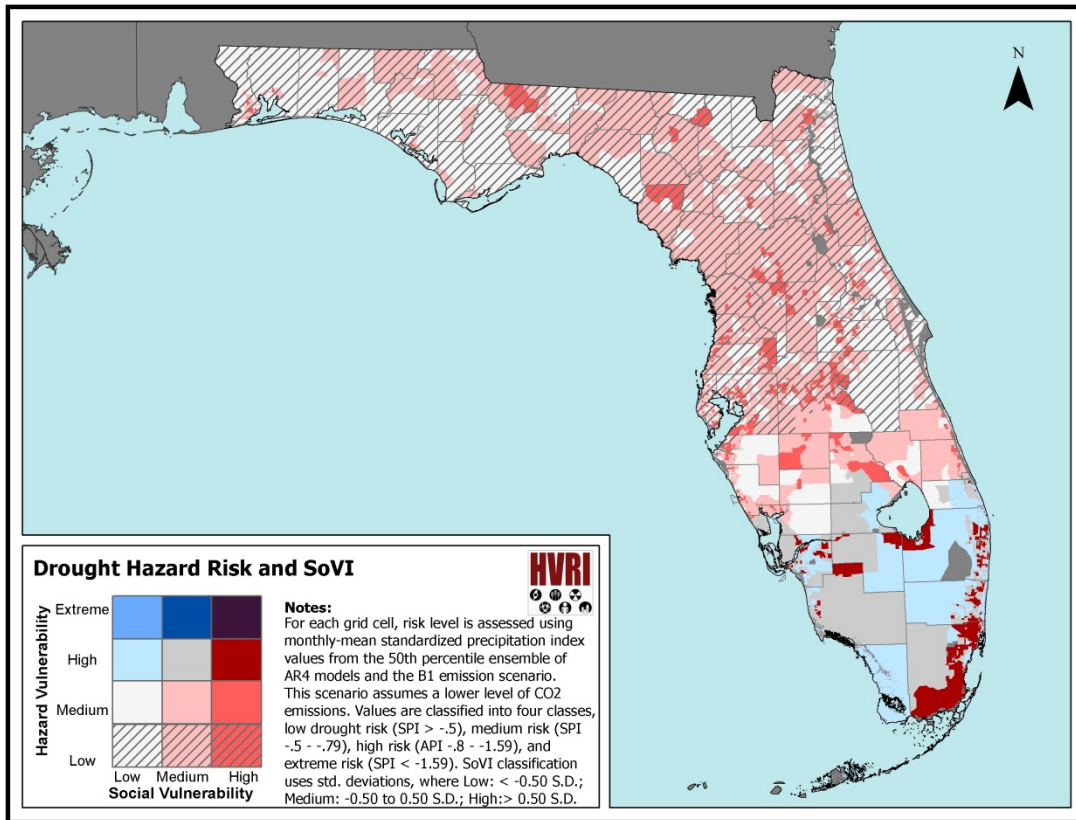 N
Drought Hazard Risk and SoVI
HVRI
Hazard Vulnerability
Extreme
High
Medium
Low
Low Medium High
Social Vulnerability
Notes:
For each grid cell, risk level is assessed using
monthly-mean standardized precipitation index
values from the 50th percentile ensemble of
AR4 models and the B1 emission scenario.
This scenario assumes a lower level of CO2
emissions. Values are classified into four classes,
low drought risk (SPI > -.5), medium risk (SPI
-.5 - -.79), high risk (API -.8 - -1.59), and
extreme risk (SPI < -1.59). SoVI classification
uses std. deviations, where Low: < -0.50 S.D.;
Medium: -0.50 to 0.50 S.D.; High:> 0.50 S.D.